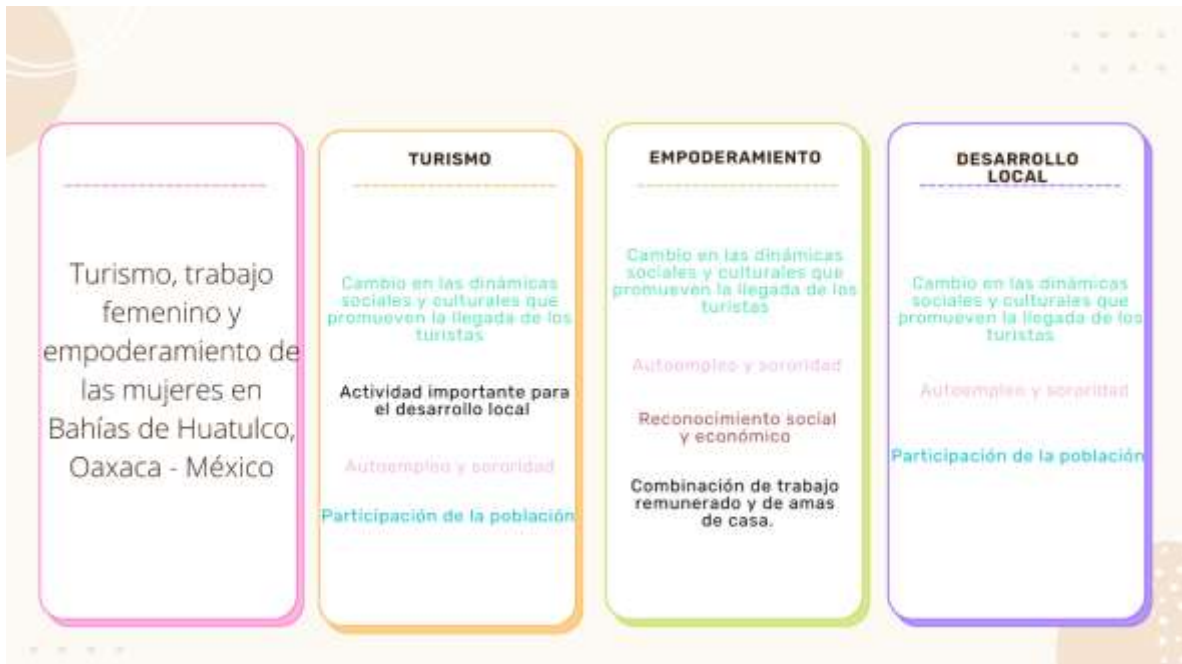 Turismo, trabajo
femenino y
empoderamiento de
las mujeres en
Bahías de Huatulco,
Oaxaca - México
TURISMO
Cambio en las dinámicas
sociales y culturales que
promueven la llegada de los
turistas
Actividad importante para
el desarrollo local
Autoempleo y sororidad
Participación de la población
EMPODERAMIENTO
Cambio en las dinámicas
sociales y culturales que
promueven la llegada de los
turistas
Autoempleo y sororidad
Reconocimiento social
y económico
Combinación de trabajo
remunerado y de amas
de casa.
DESARROLLO
LOCAL
Cambio en las dinámicas
sociales y culturales que
promueven la llegada de los
turistas
Autoempleo y sororidad
Participación de la población